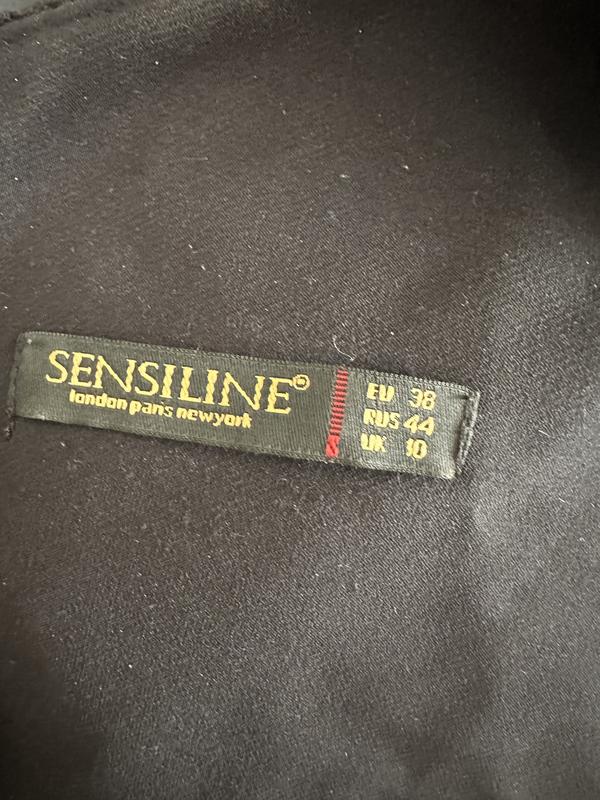 SENSILINE®
london paris newyork
EU 38
RUS 44
UK 10